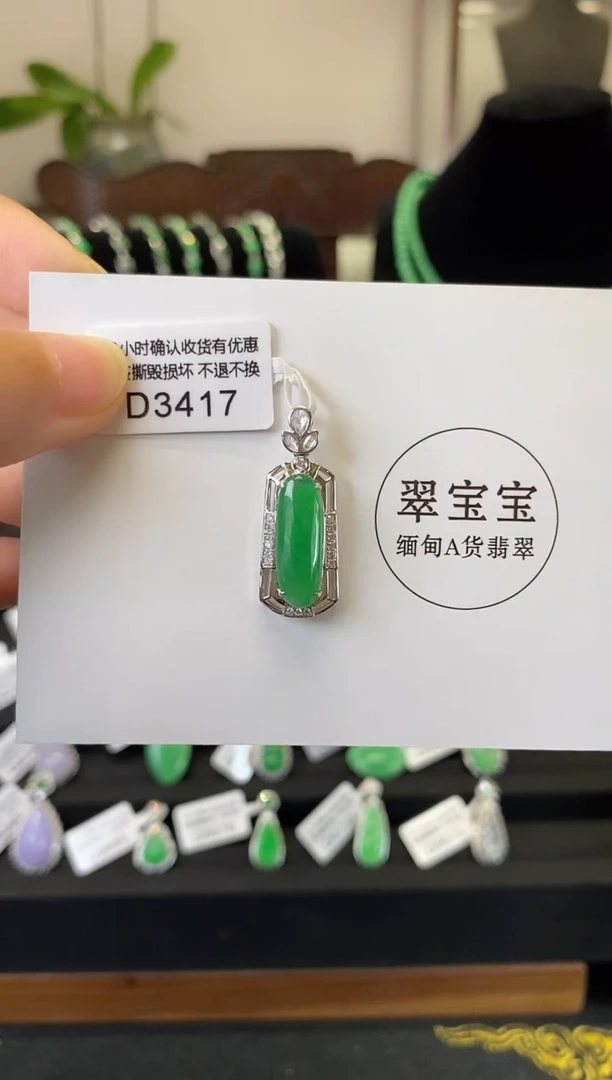 小时确认收货有优惠
撕毁损坏 不退不换
D3417
翠宝宝
缅甸A货翡翠